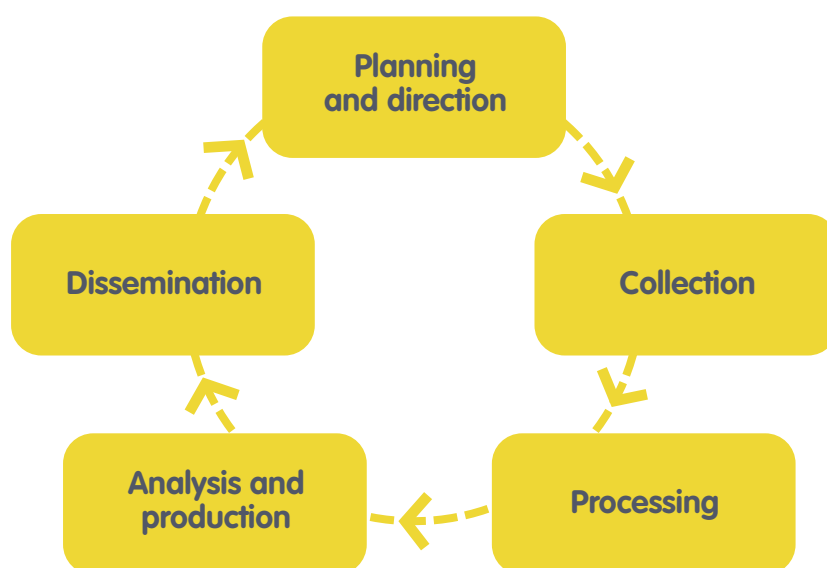 Planning
and direction
Collection
Processing
Analysis and
production
Dissemination